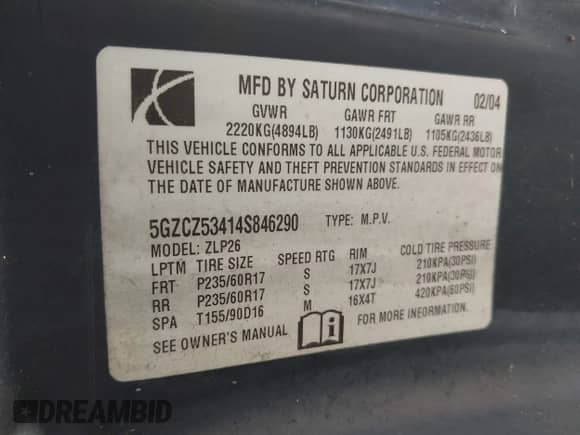 MFD BY SATURN CORPORATION 02/04
GVWR GAWR FRT GAWR RR
2220KG(4894LB) 1130KG(2491LB) 1105KG(2436LB)
THIS VEHICLE CONFORMS TO ALL APPLICABLE U.S. FEDERAL MOTOR
VEHICLE SAFETY AND THEFT PREVENTION STANDARDS IN EFFECT ON
DATE OF MANUFACTURE SHOWN ABOVE.
5GZCZ53414S846290 TYPE: M.P.V.
MODEL: ZLP26
LPTM TIRE SIZE SPEED RTG RIM COLD TIRE PRESSURE
FRT P235/60R17 S 17X7J 210KPA(30PSI)
RR P235/60R17 S 17X7J 210KPA(30PSI)
SPA T155/90D16 M 16X4T 420KPA(60PSI)
SEE OWNER'S MANUAL FOR MORE INFORMATION.
DREAMBID